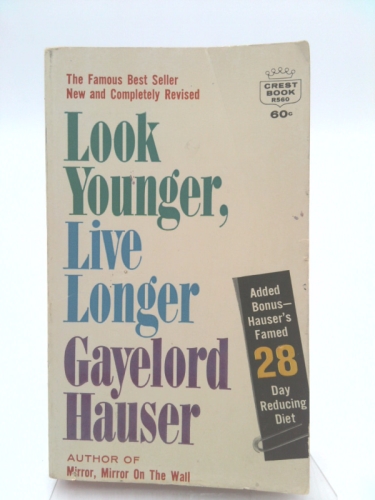 The Famous Best Seller
New and Completely Revised
CREST
BOOK
R560
60c
Look
Younger,
Live
Longer
Gayelord
Hauser
Added
Bonus—
Hauser's
Famed
28
Day
Reducing
Diet
AUTHOR OF
Mirror, Mirror On The Wall